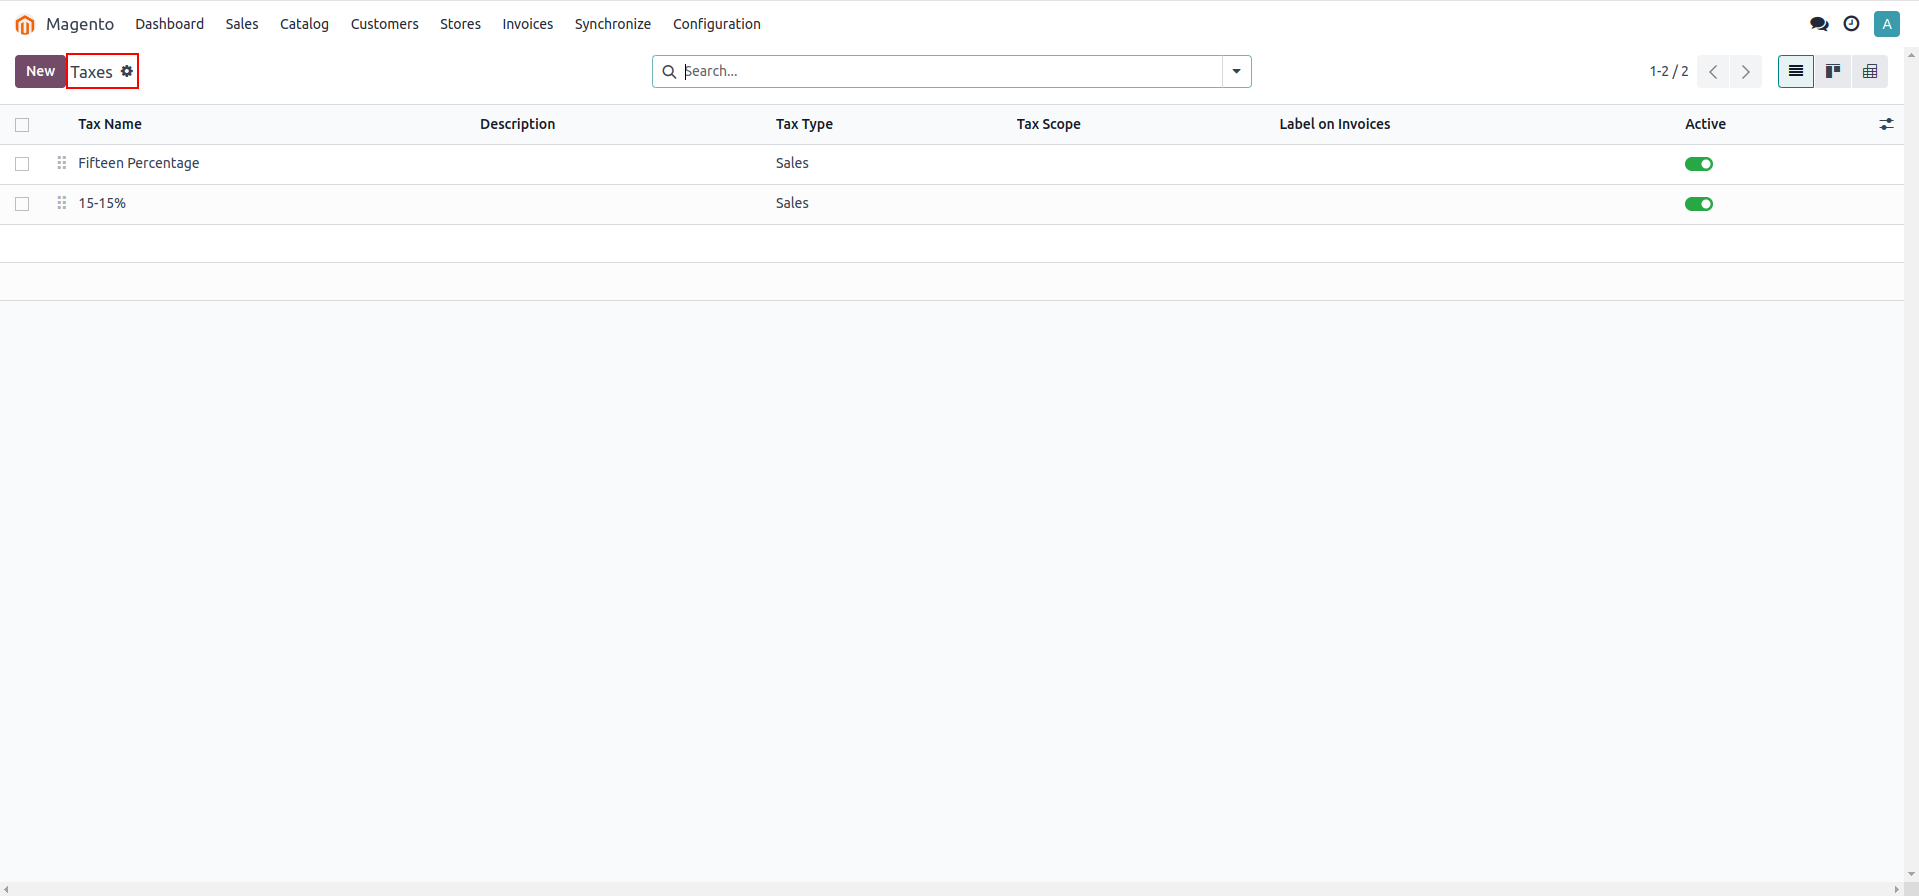 Magento Dashboard Sales Catalog Customers Stores Invoices Synchronize Configuration A
New Taxes Search... 1-2 / 2
Tax Name Description Tax Type Tax Scope Label on Invoices Active
Fifteen Percentage Sales
15-15% Sales